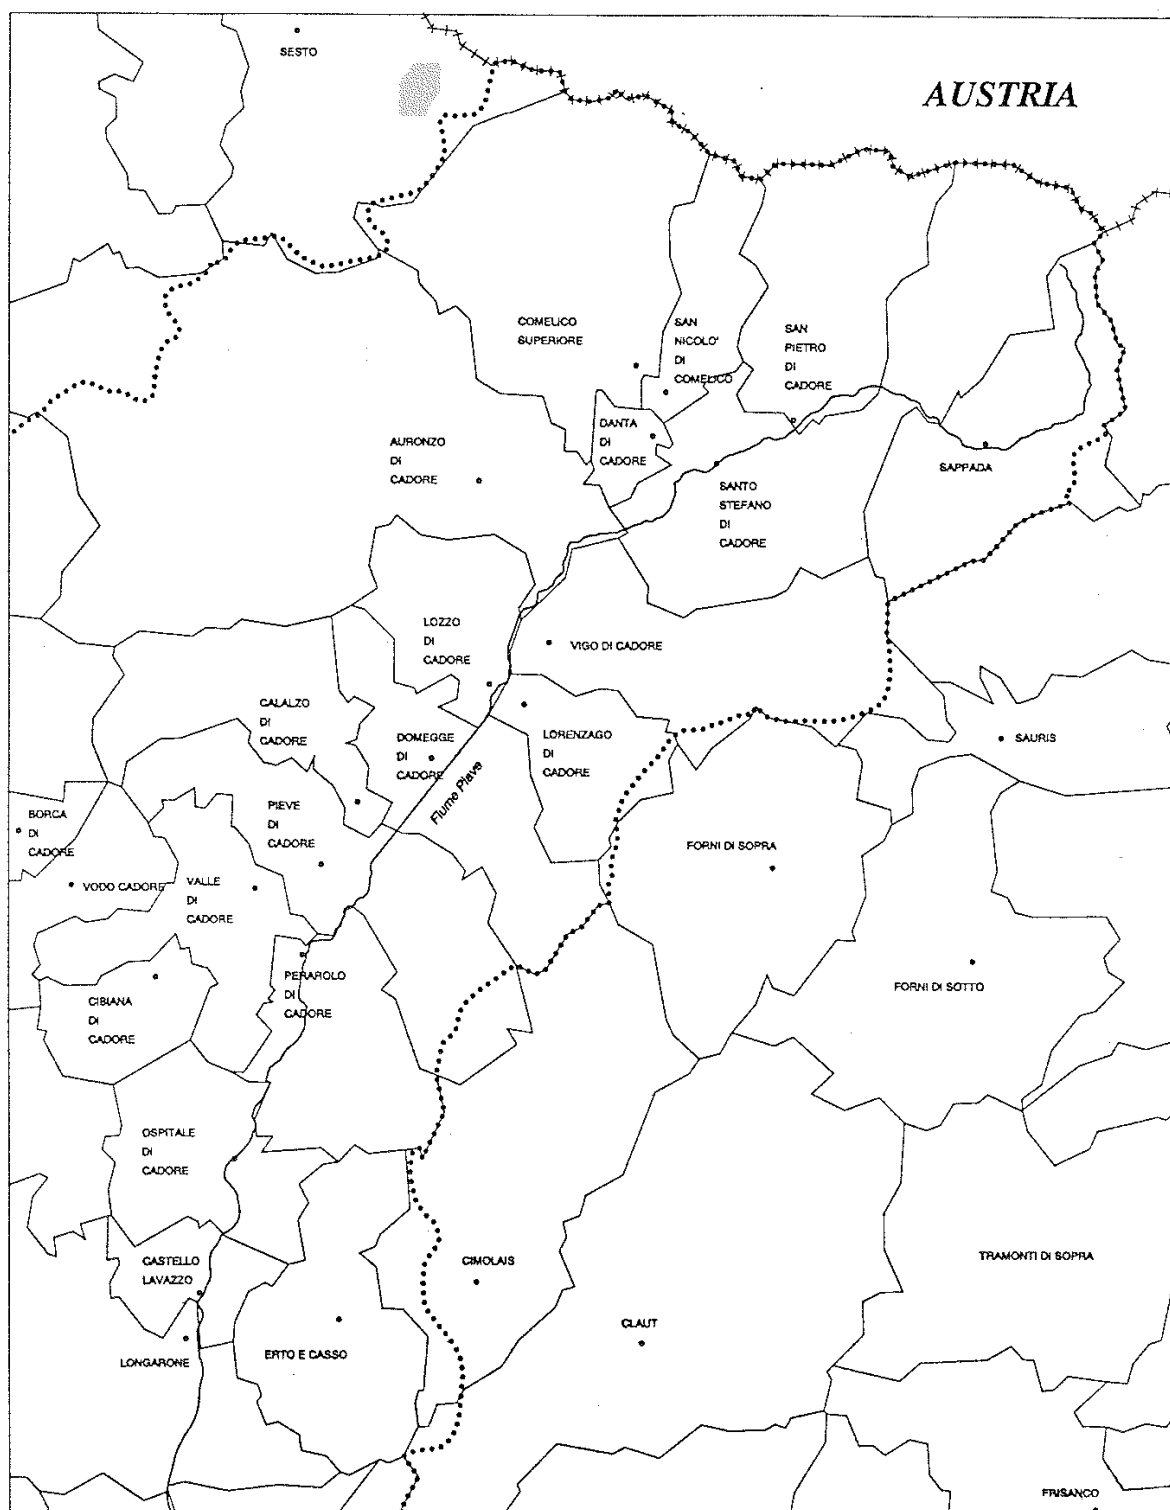 SESTO
AUSTRIA
COMELICO
SUPERIORE
SAN
NICOLO'
DI
COMELICO
SAN
PIETRO
DI
CADORE
DANTA
DI
CADORE
AURONZO
DI
CADORE
SAPPADA
SANTO
STEFANO
DI
CADORE
LOZZO
DI
CADORE
VIGO DI CADORE
CALALZO
DI
CADORE
DOMEGGE
DI
CADORE
LORENZAGO
DI
CADORE
SAURIS
Fiume Piave
BORCA
DI
CADORE
PIEVE
DI
CADORE
FORNI DI SOPRA
VODO CADORE
VALLE
DI
CADORE
PERAROLO
DI
CADORE
FORNI DI SOTTO
CIBIANA
DI
CADORE
OSPITALE
DI
CADORE
CASTELLO
LAVAZZO
CIMOLAIS
TRAMONTI DI SOPRA
CLAUT
LONGARONE
ERTO E CASSO
FRISANCO